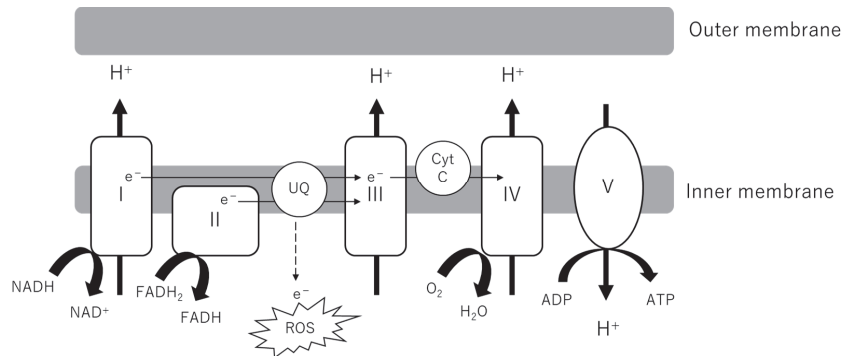 Outer membrane
H⁺
H⁺
H⁺
Cyt
C
e⁻
e⁻
I
e⁻
UQ
III
IV
V
Inner membrane
II
NADH
NAD⁺
FADH₂
FADH
e⁻
ROS
O₂
H₂O
ADP
ATP
H⁺